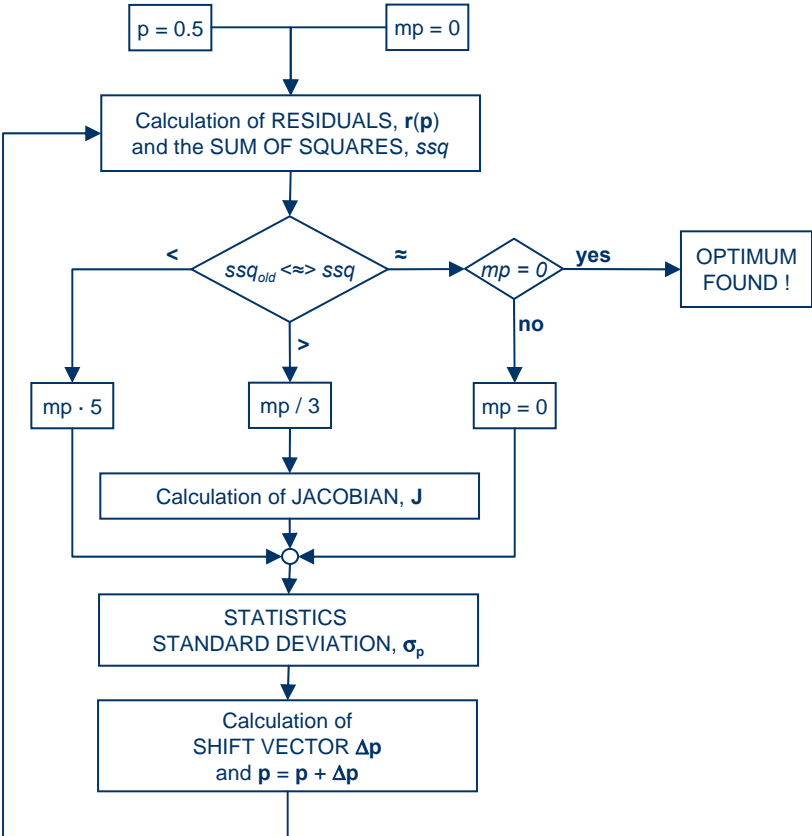 p = 0.5
mp = 0
Calculation of RESIDUALS, r(p)
and the SUM OF SQUARES, ssq
<
ssqold <≈> ssq
≈
mp = 0
yes
OPTIMUM
FOUND !
no
>
mp · 5
mp / 3
mp = 0
Calculation of JACOBIAN, J
STATISTICS
STANDARD DEVIATION, σp
Calculation of
SHIFT VECTOR Δp
and p = p + Δp